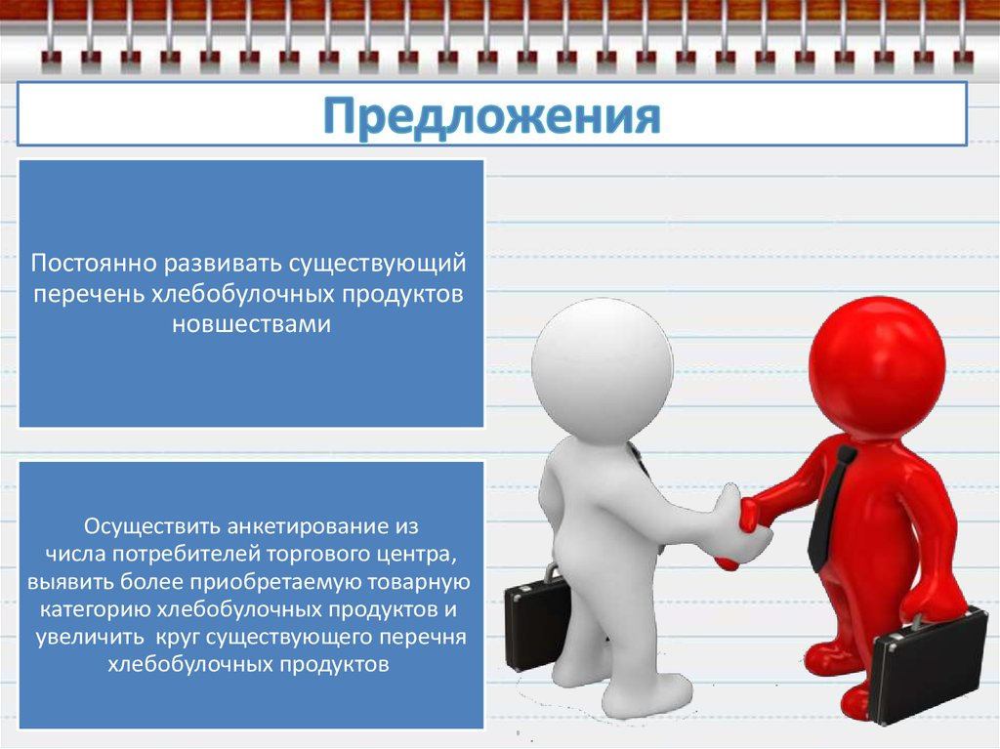 Предложения
Постоянно развивать существующий
перечень хлебобулочных продуктов
новшествами
Осуществить анкетирование из
числа потребителей торгового центра,
выявить более приобретаемую товарную
категорию хлебобулочных продуктов и
увеличить круг существующего перечня
хлебобулочных продуктов